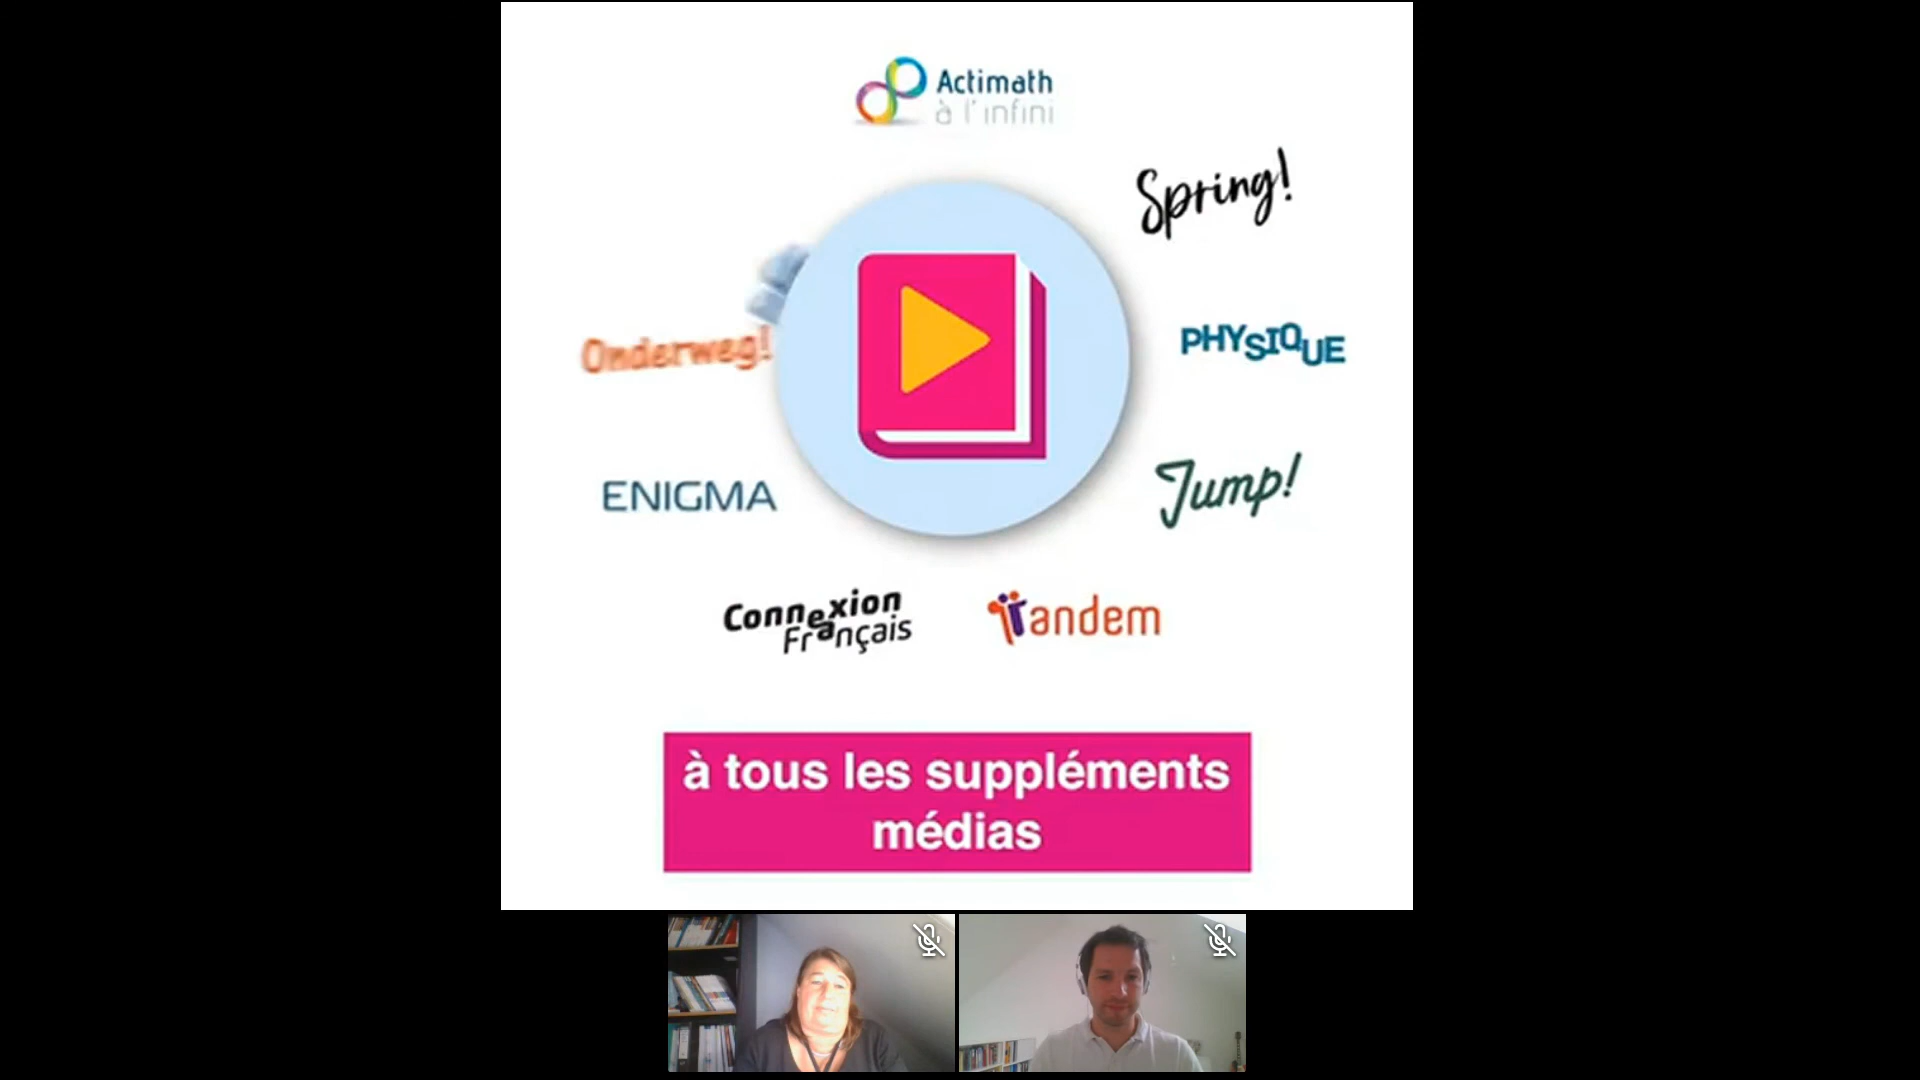 Actimath
à l'infini
Spring!
Onderweg!
PHYSIQUE
ENIGMA
Jump!
Connexion
Français
Tandem
à tous les suppléments
médias